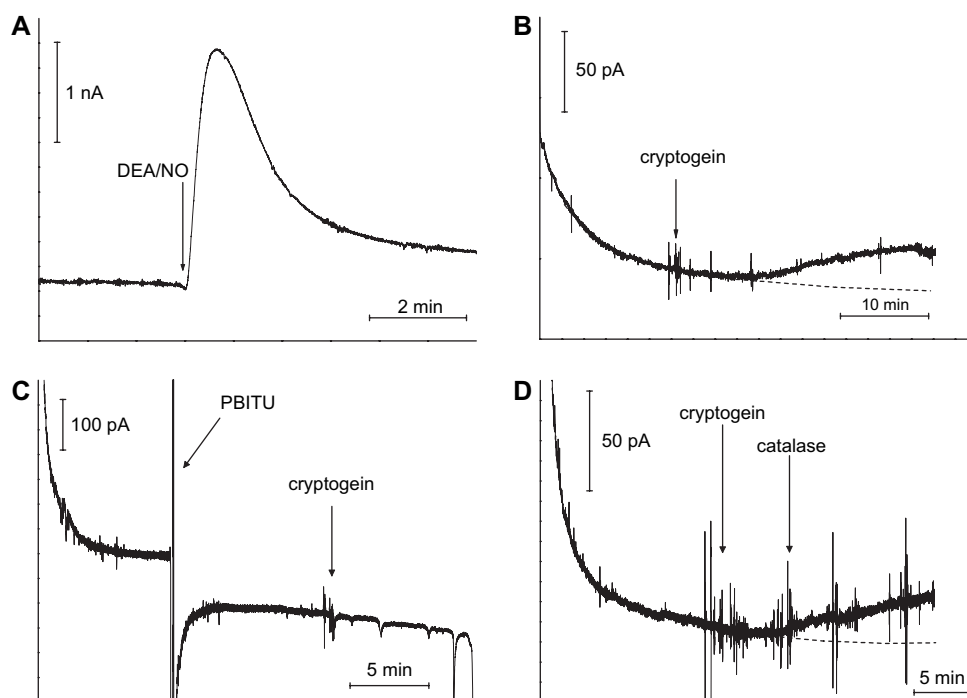 A
1 nA
DEA/NO
2 min
B
50 pA
cryptogein
10 min
C
100 pA
PBITU
cryptogein
5 min
D
50 pA
cryptogein
catalase
5 min